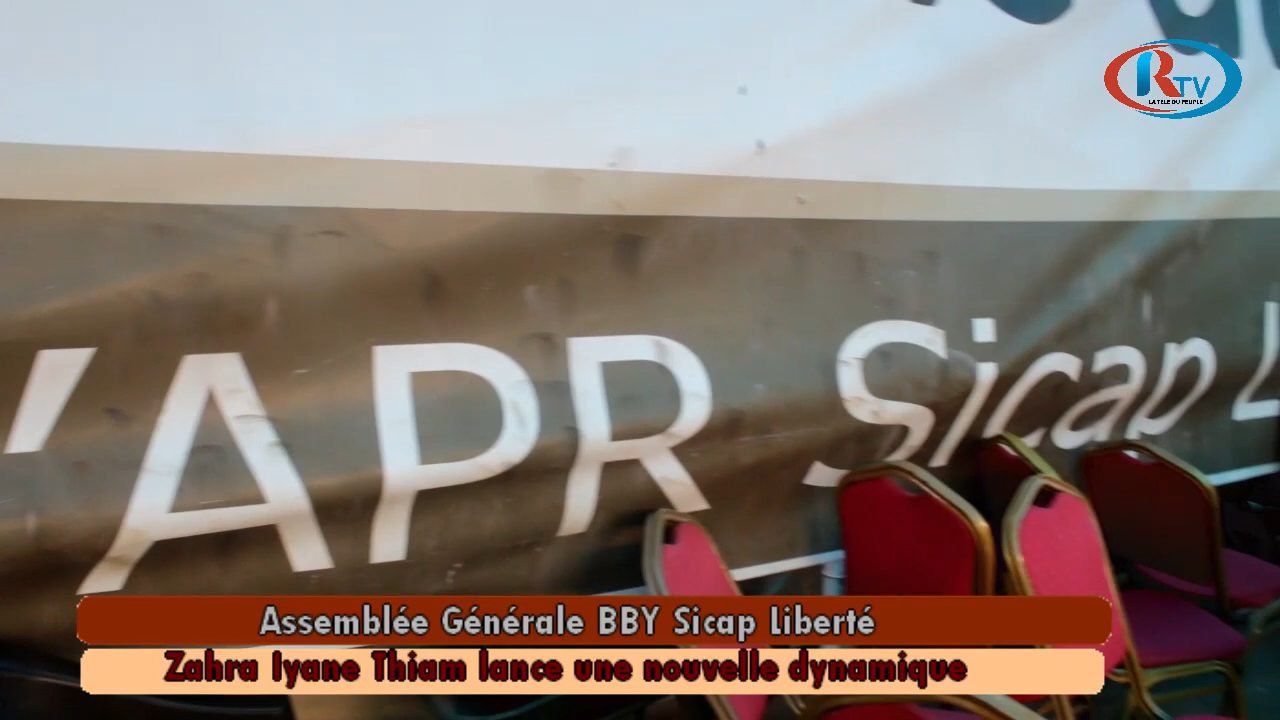 RTV
LA TELE DU PEUPLE
'APR Sicap L
Assemblée Générale BBY Sicap Liberté
Zahra Iyane Thiam lance une nouvelle dynamique